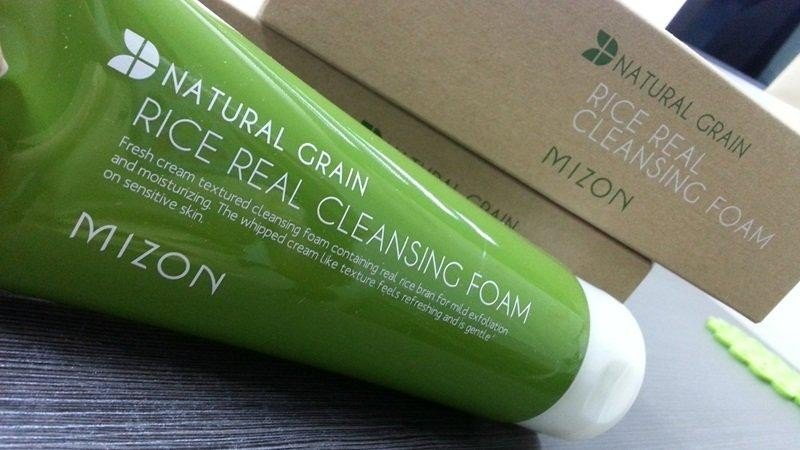 NATURAL GRAIN
RICE REAL CLEANSING FOAM
Fresh cream textured cleansing foam containing real rice bran for mild exfoliation
and moisturizing. The whipped cream like texture feels refreshing and is gentle
on sensitive skin.
MIZON
NATURAL GRAIN
RICE REAL
CLEANSING FOAM
MIZON
NATURAL GRAIN